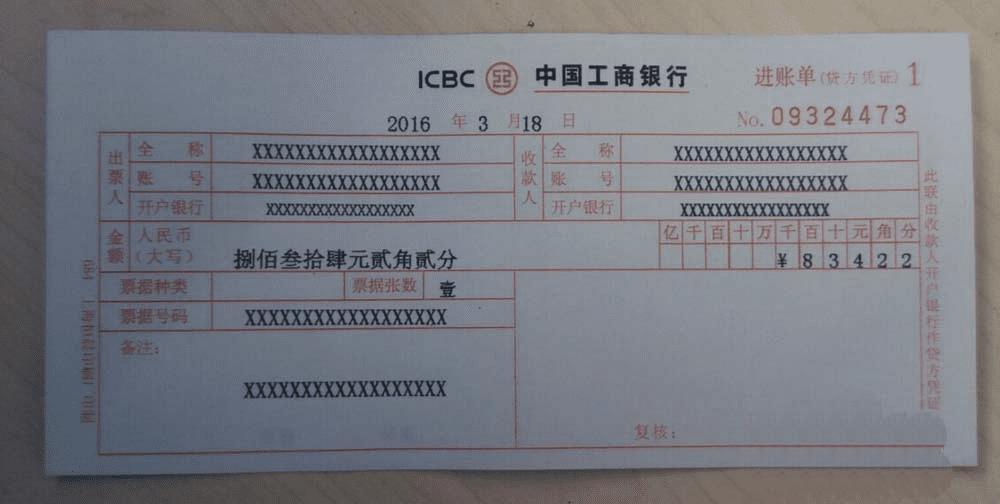 ICBC 中国工商银行 进账单(贷方凭证) 1
2016 年 3 月 18 日 No. 09324473
出票人 全称 XXXXXXXXXXXXXXXXXX 收款人 全称 XXXXXXXXXXXXXXXXX
账号 XXXXXXXXXXXXXXXXXX 账号 XXXXXXXXXXXXXXXXX
开户银行 XXXXXXXXXXXXXXXXXX 开户银行 XXXXXXXXXXXXXXXXXX
金额 人民币(大写) 捌佰叁拾肆元贰角贰分 亿 千 百 十 万 千 百 十 元 角 分
¥ 8 3 4 2 2
票据种类 票据张数 壹
票据号码 XXXXXXXXXXXXXXXXXX
备注:
XXXXXXXXXXXXXXXXXX
复核:
此联由收款人开户银行作贷方凭证